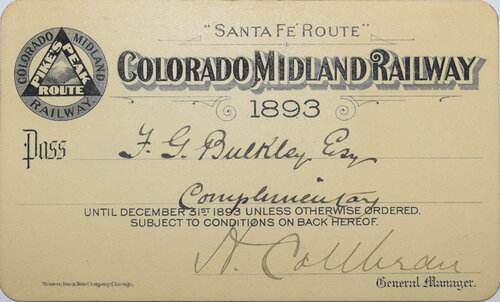 COLORADO MIDLAND
PIKES PEAK
ROUTE
RAILWAY.
"SANTA FÉ ROUTE"
COLORADO MIDLAND RAILWAY
1893
Pass F. G. Bulkley Esq
Complimentary
UNTIL DECEMBER 31ST 1893 UNLESS OTHERWISE ORDERED.
SUBJECT TO CONDITIONS ON BACK HEREOF.
H. Collbran
Western Bank Note Company, Chicago.
General Manager.